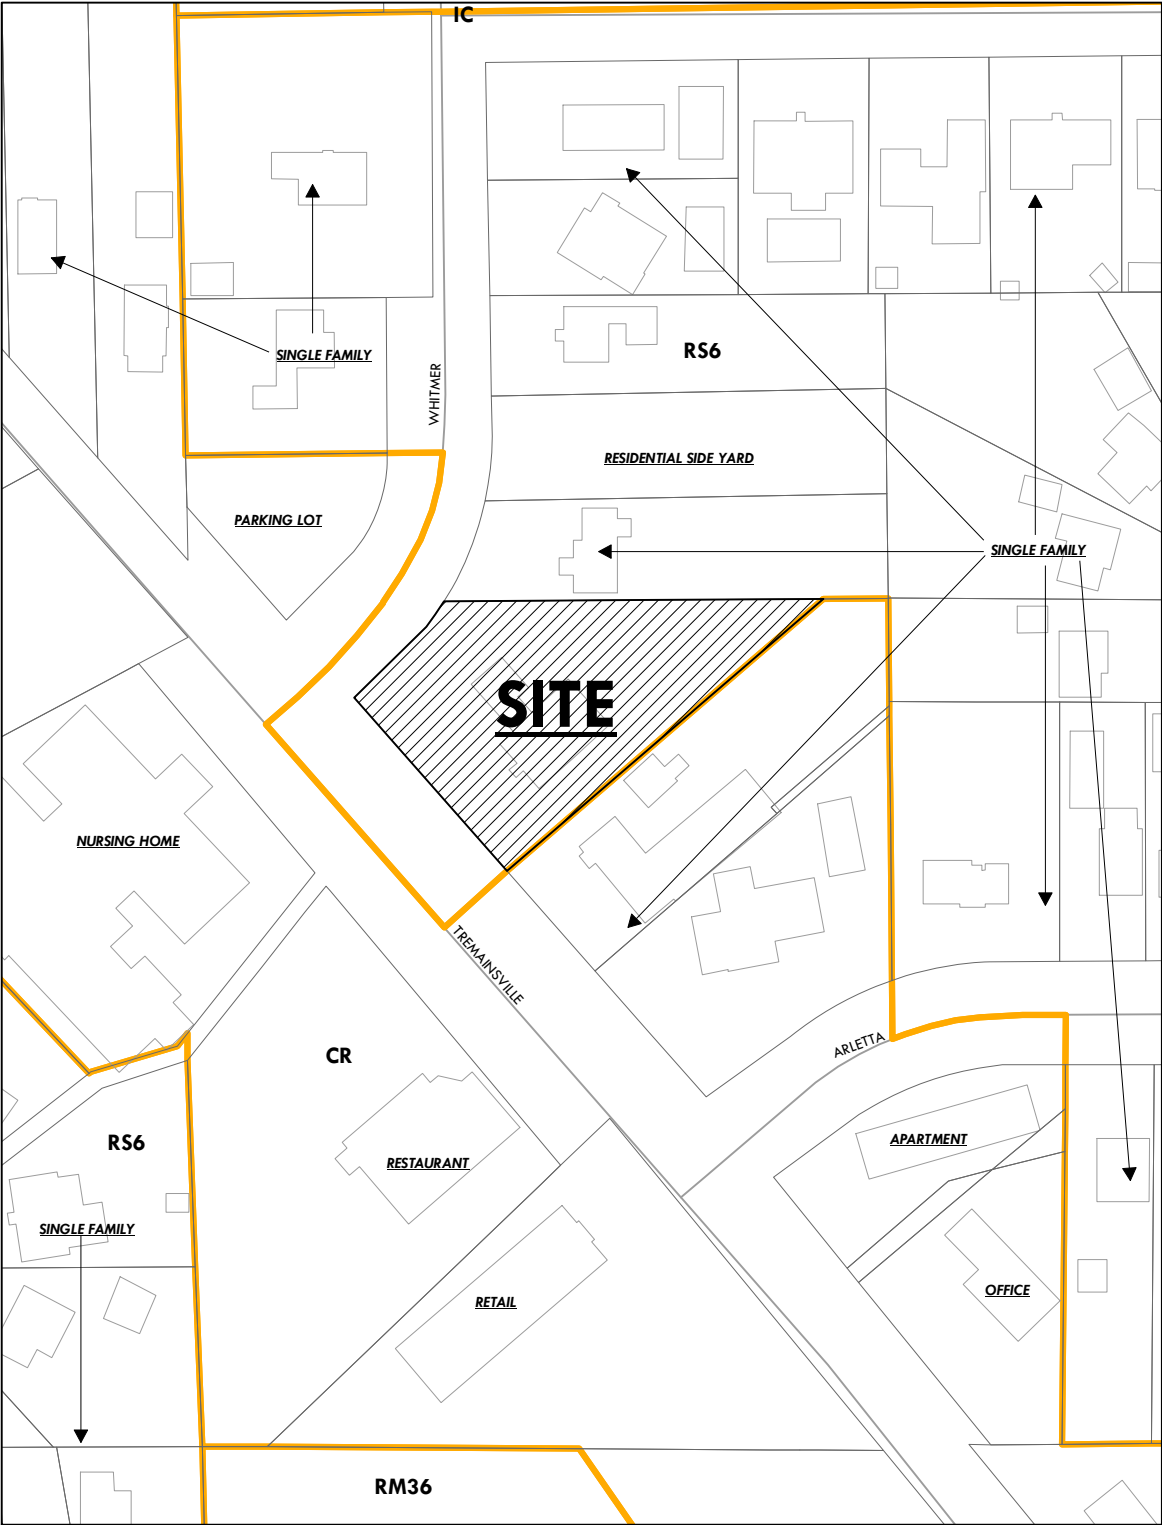 IC
SINGLE FAMILY
WHITMER
RS6
RESIDENTIAL SIDE YARD
PARKING LOT
SINGLE FAMILY
SITE
NURSING HOME
TREMAINSVILLE
ARLETTA
CR
RS6
APARTMENT
RESTAURANT
SINGLE FAMILY
OFFICE
RETAIL
RM36